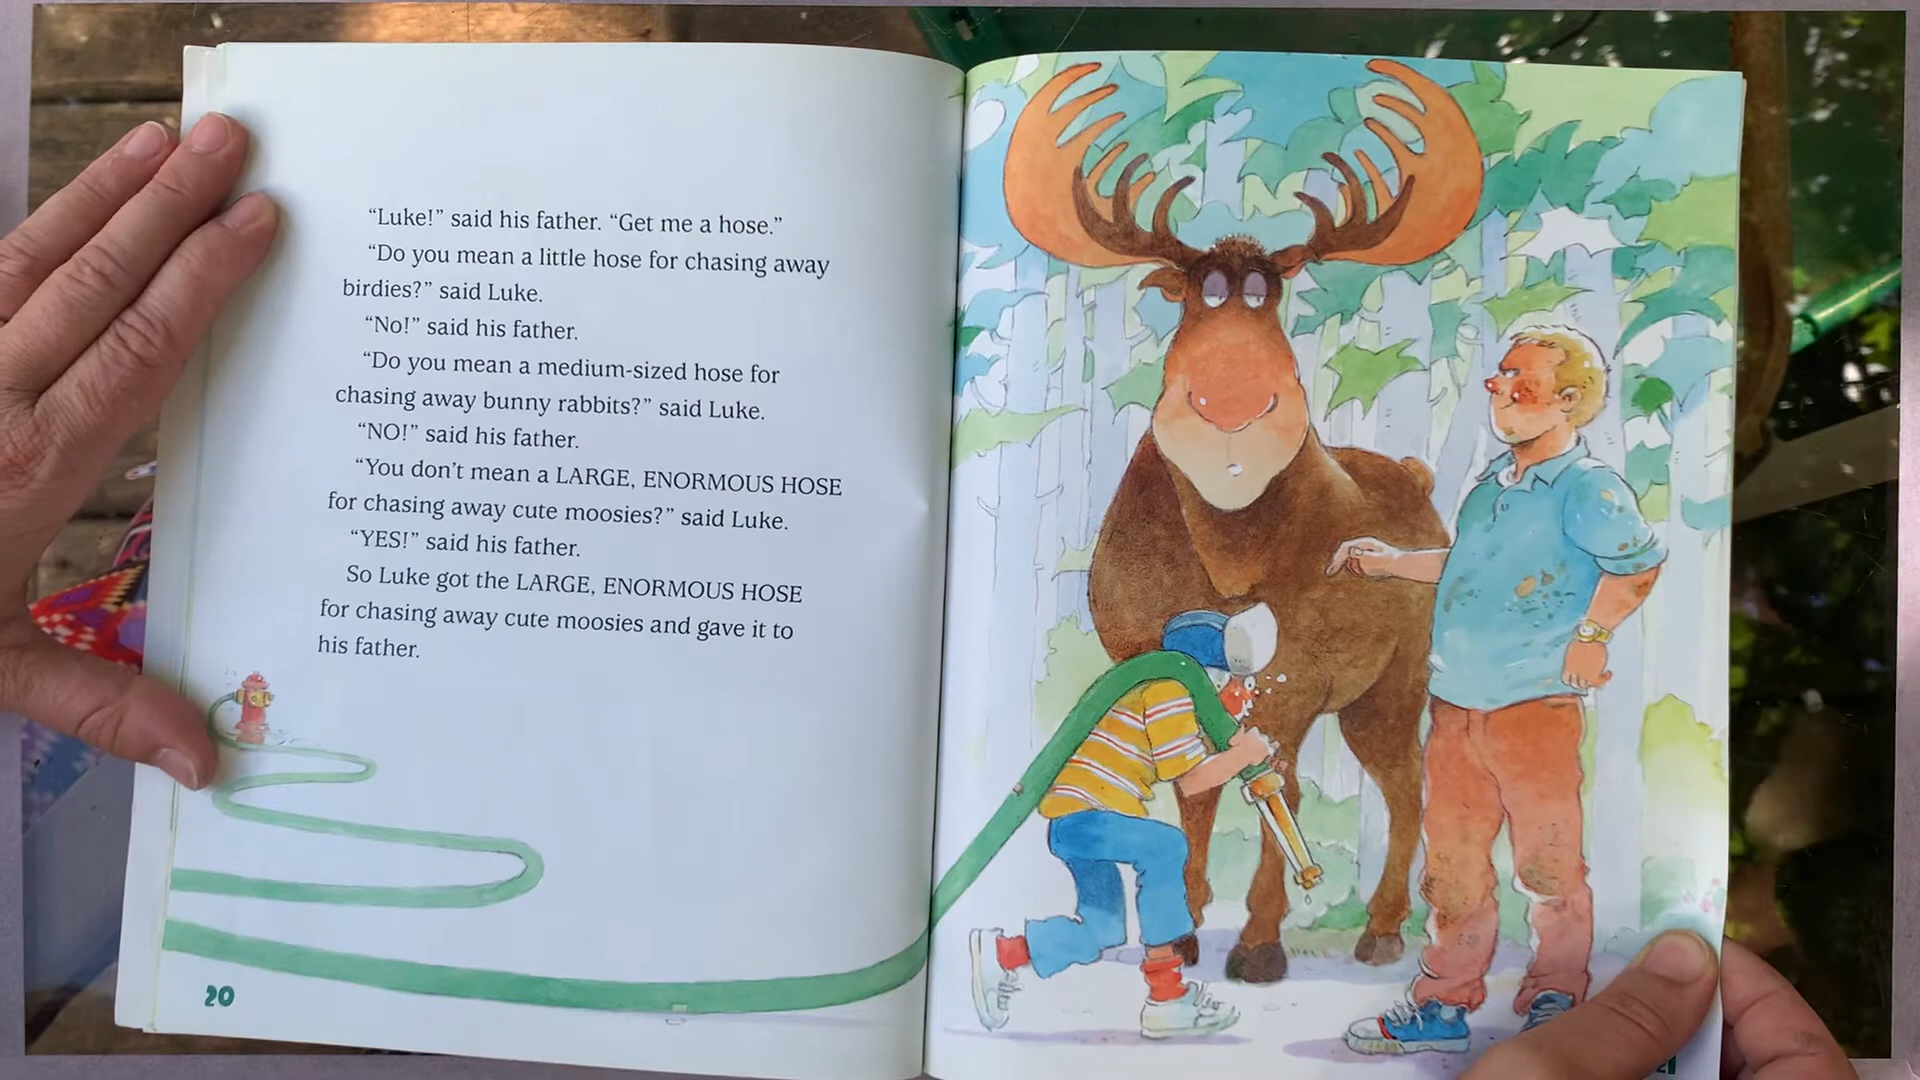 “Luke!” said his father. “Get me a hose.”
“Do you mean a little hose for chasing away
birdies?” said Luke.
“No!” said his father.
“Do you mean a medium-sized hose for
chasing away bunny rabbits?” said Luke.
“NO!” said his father.
“You don’t mean a LARGE, ENORMOUS HOSE
for chasing away cute moosies?” said Luke.
“YES!” said his father.
So Luke got the LARGE, ENORMOUS HOSE
for chasing away cute moosies and gave it to
his father.
20
21